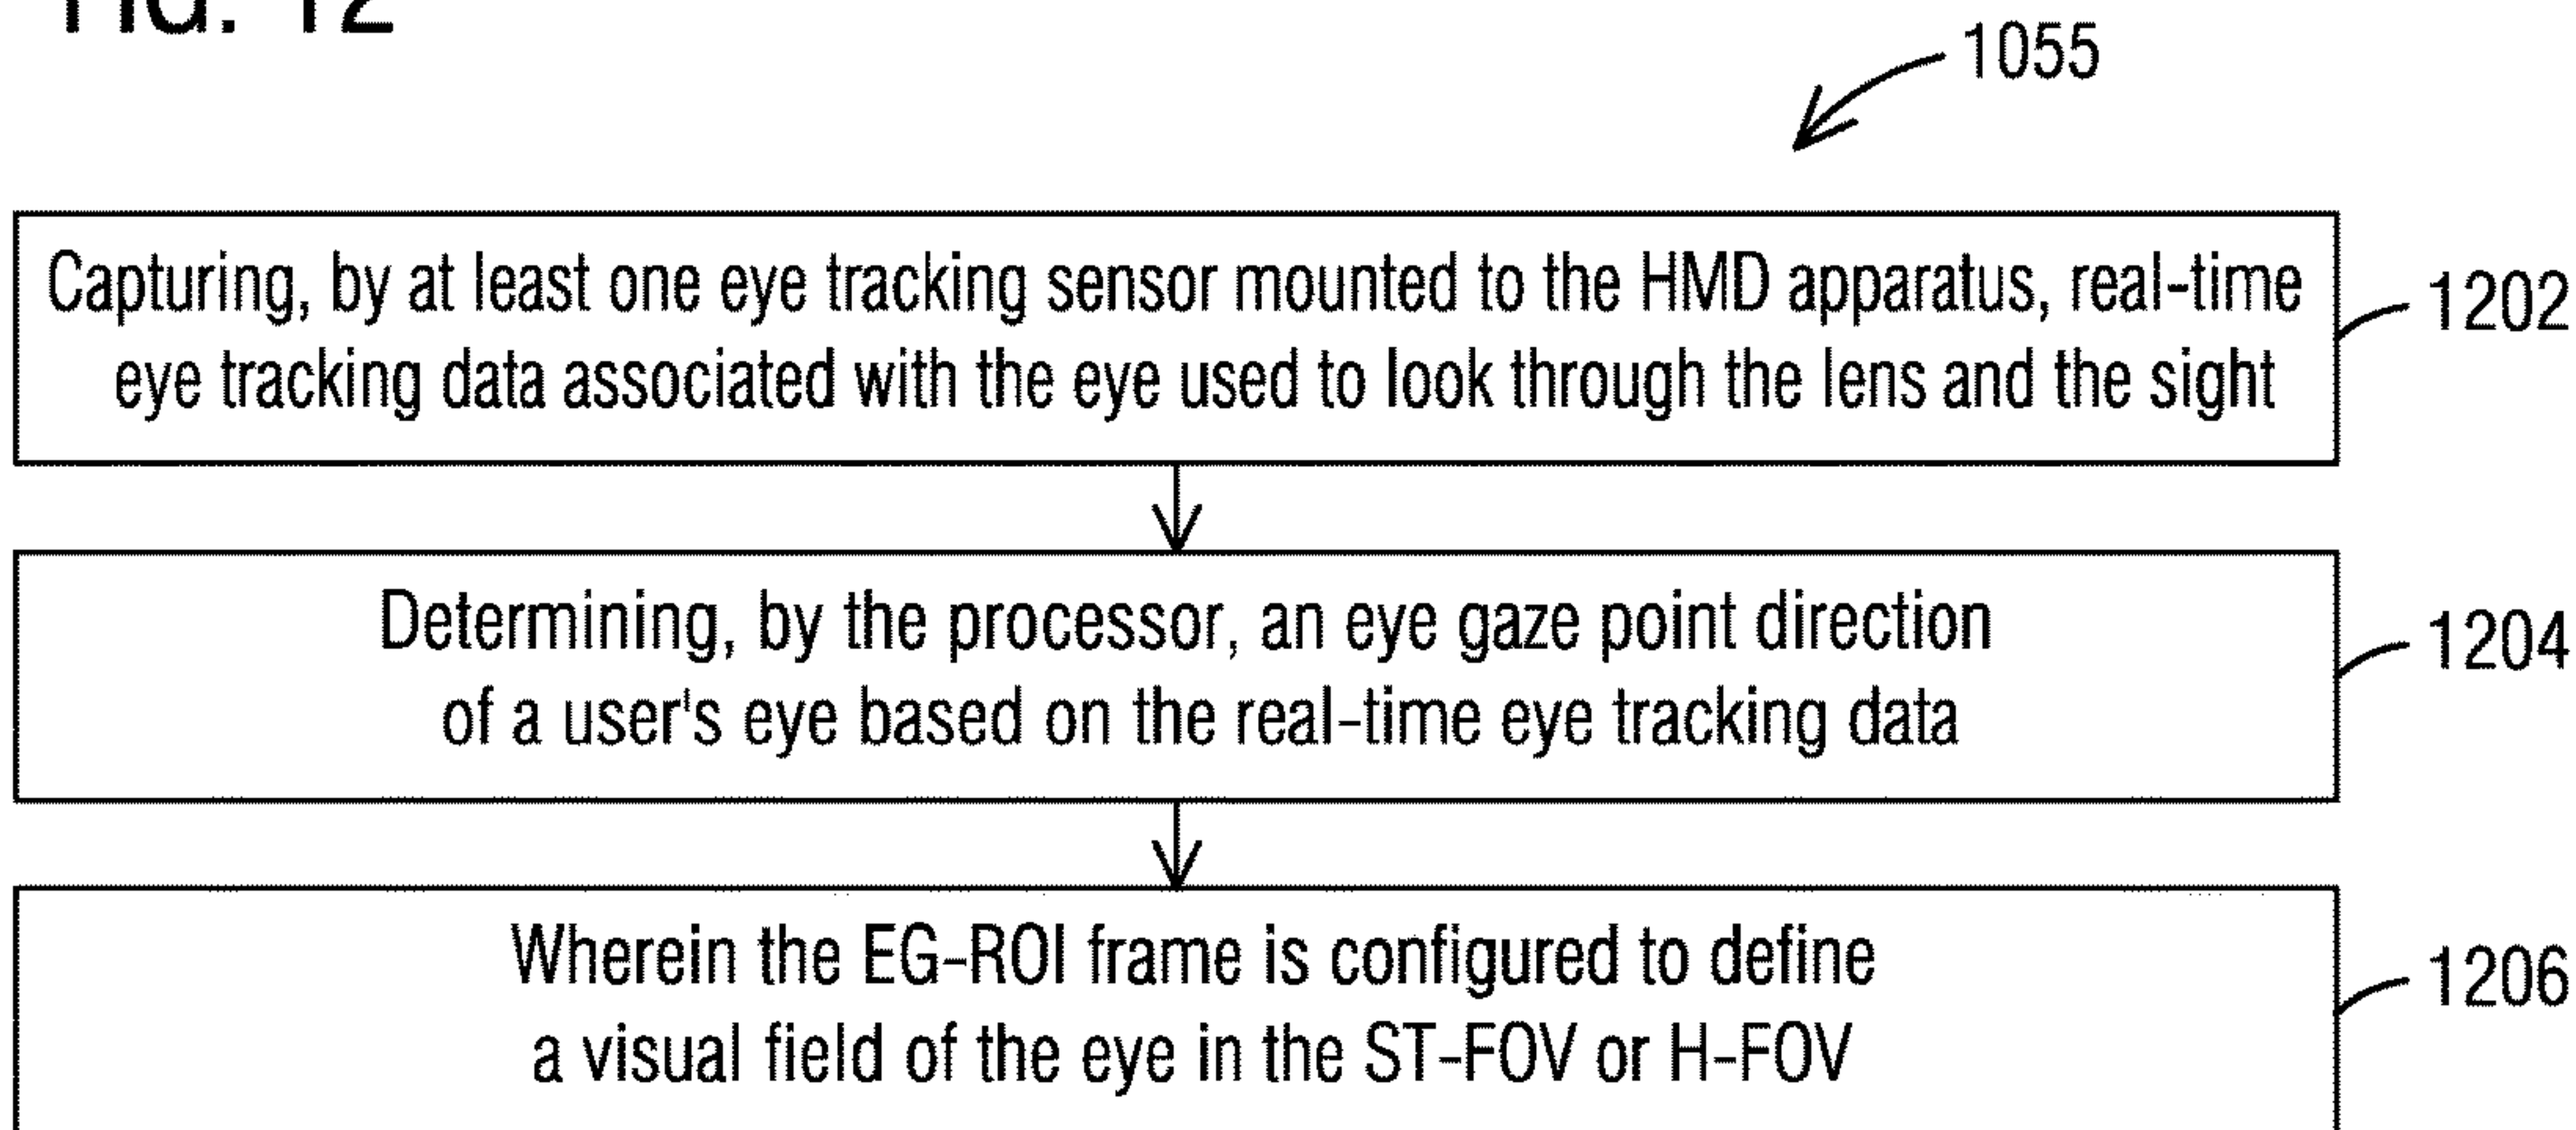 FIG. 12
1055
Capturing, by at least one eye tracking sensor mounted to the HMD apparatus, real-time
eye tracking data associated with the eye used to look through the lens and the sight
1202
Determining, by the processor, an eye gaze point direction
of a user's eye based on the real-time eye tracking data
1204
Wherein the EG-ROI frame is configured to define
a visual field of the eye in the ST-FOV or H-FOV
1206